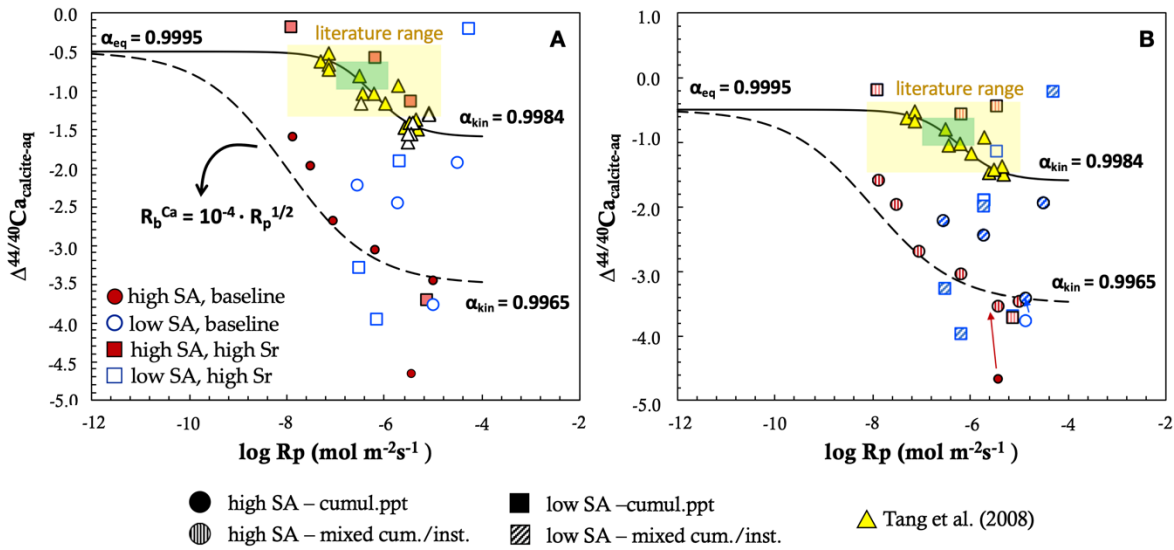 A
0.0
-0.5
-1.0
-1.5
-2.0
-2.5
-3.0
-3.5
-4.0
-4.5
-5.0
Δ^44/40Ca_calcite-aq
α_eq = 0.9995
literature range
α_kin = 0.9984
R_b^Ca = 10^-4 · R_p^1/2
α_kin = 0.9965
high SA, baseline
low SA, baseline
high SA, high Sr
low SA, high Sr
-12 -10 -8 -6 -4 -2
log Rp (mol m^-2s^-1)
B
1.0
0.0
-1.0
-2.0
-3.0
-4.0
-5.0
Δ^44/40Ca_calcite-aq
α_eq = 0.9995
literature range
α_kin = 0.9984
α_kin = 0.9965
-12 -10 -8 -6 -4 -2
log Rp (mol m^-2s^-1)
high SA – cumul.ppt
low SA –cumul.ppt
Tang et al. (2008)
high SA – mixed cum./inst.
low SA – mixed cum./inst.